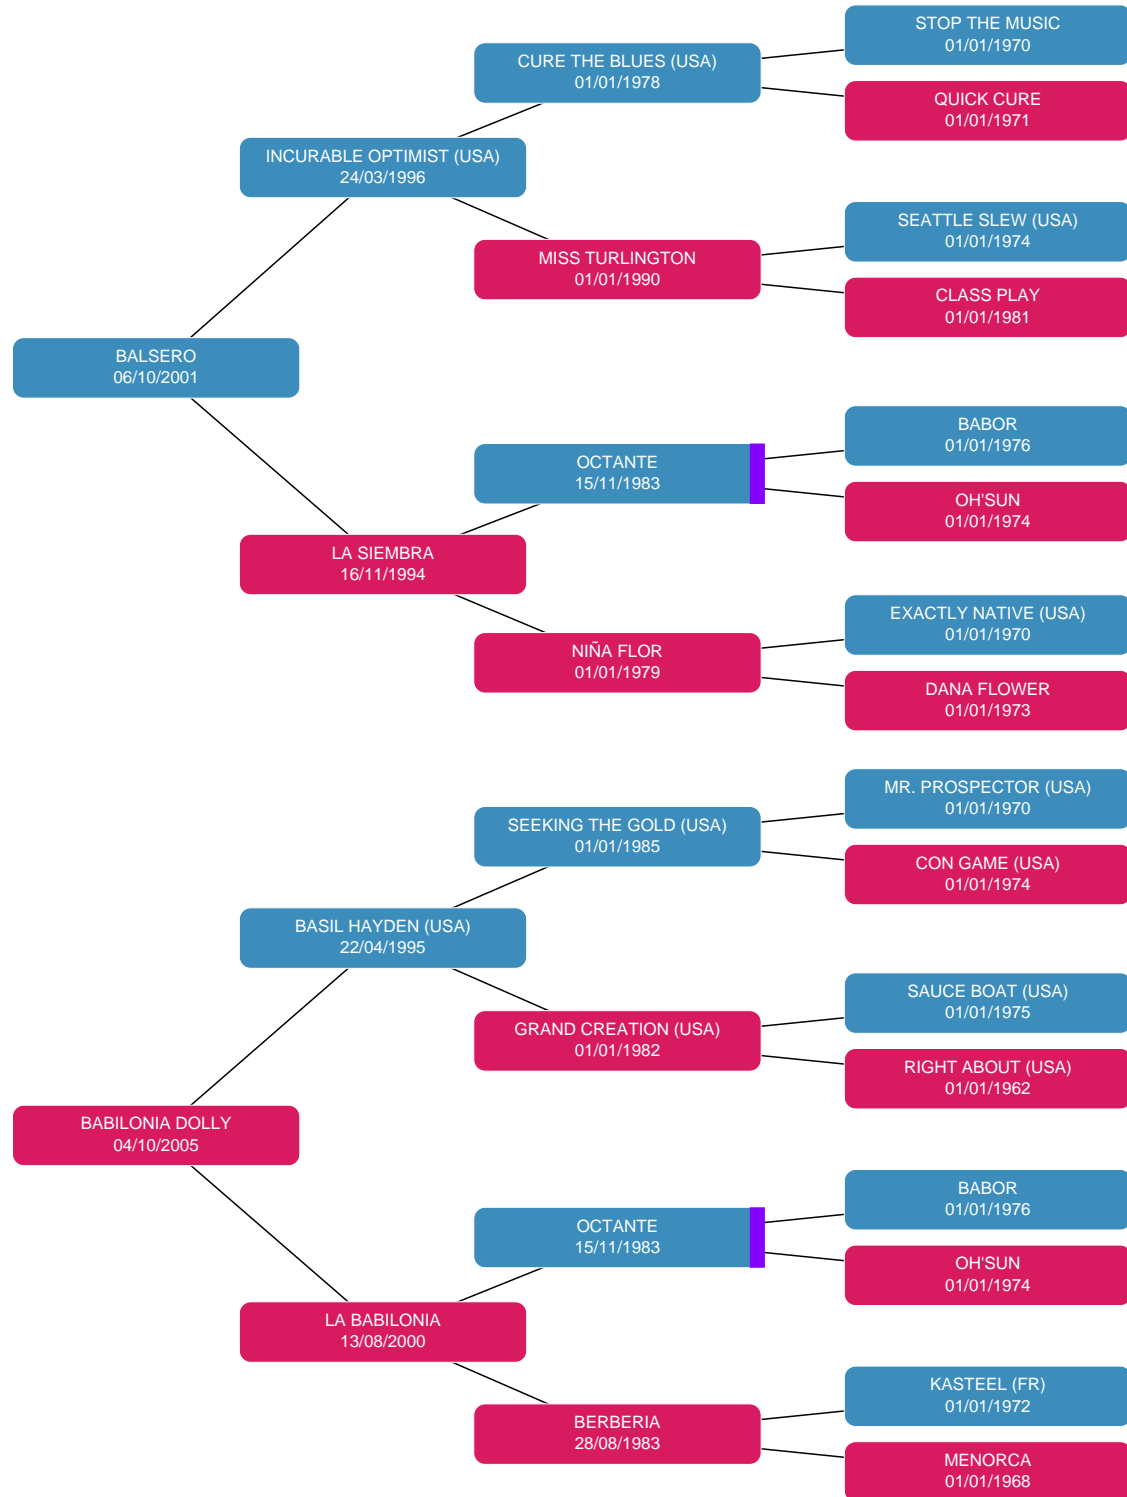 STOP THE MUSIC
01/01/1970
CURE THE BLUES (USA)
01/01/1978
QUICK CURE
01/01/1971
INCURABLE OPTIMIST (USA)
24/03/1996
SEATTLE SLEW (USA)
01/01/1974
MISS TURLINGTON
01/01/1990
CLASS PLAY
01/01/1981
BALSERO
06/10/2001
BABOR
01/01/1976
OCTANTE
15/11/1983
OH'SUN
01/01/1974
LA SIEMBRA
16/11/1994
EXACTLY NATIVE (USA)
01/01/1970
NIÑA FLOR
01/01/1979
DANA FLOWER
01/01/1973
MR. PROSPECTOR (USA)
01/01/1970
SEEKING THE GOLD (USA)
01/01/1985
CON GAME (USA)
01/01/1974
BASIL HAYDEN (USA)
22/04/1995
SAUCE BOAT (USA)
01/01/1975
GRAND CREATION (USA)
01/01/1982
RIGHT ABOUT (USA)
01/01/1962
BABILONIA DOLLY
04/10/2005
BABOR
01/01/1976
OCTANTE
15/11/1983
OH'SUN
01/01/1974
LA BABILONIA
13/08/2000
KASTEEL (FR)
01/01/1972
BERBERIA
28/08/1983
MENORCA
01/01/1968